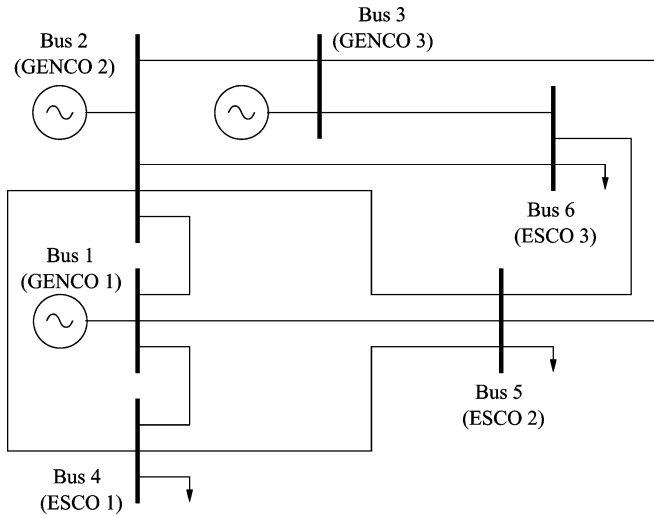 Bus 3
(GENCO 3)
Bus 2
(GENCO 2)
Bus 6
(ESCO 3)
Bus 1
(GENCO 1)
Bus 5
(ESCO 2)
Bus 4
(ESCO 1)